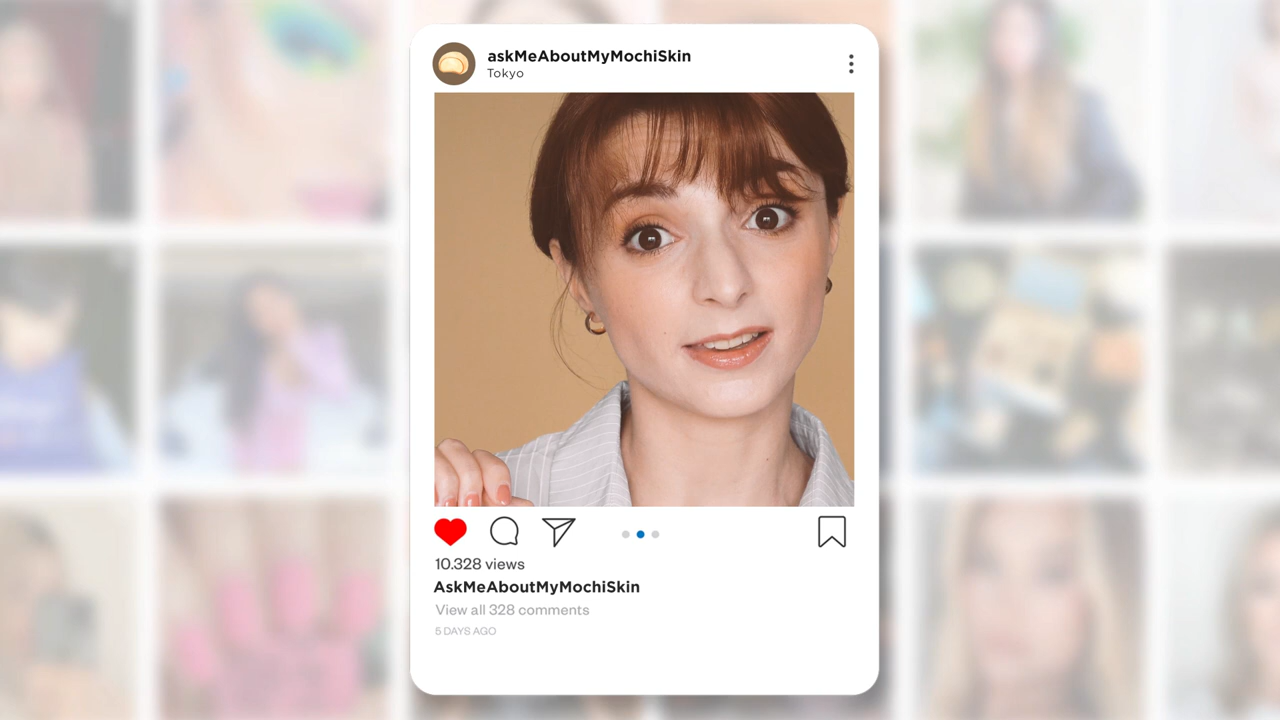 askMeAboutMyMochiSkin
Tokyo
10.328 views
AskMeAboutMyMochiSkin
View all 328 comments
5 DAYS AGO